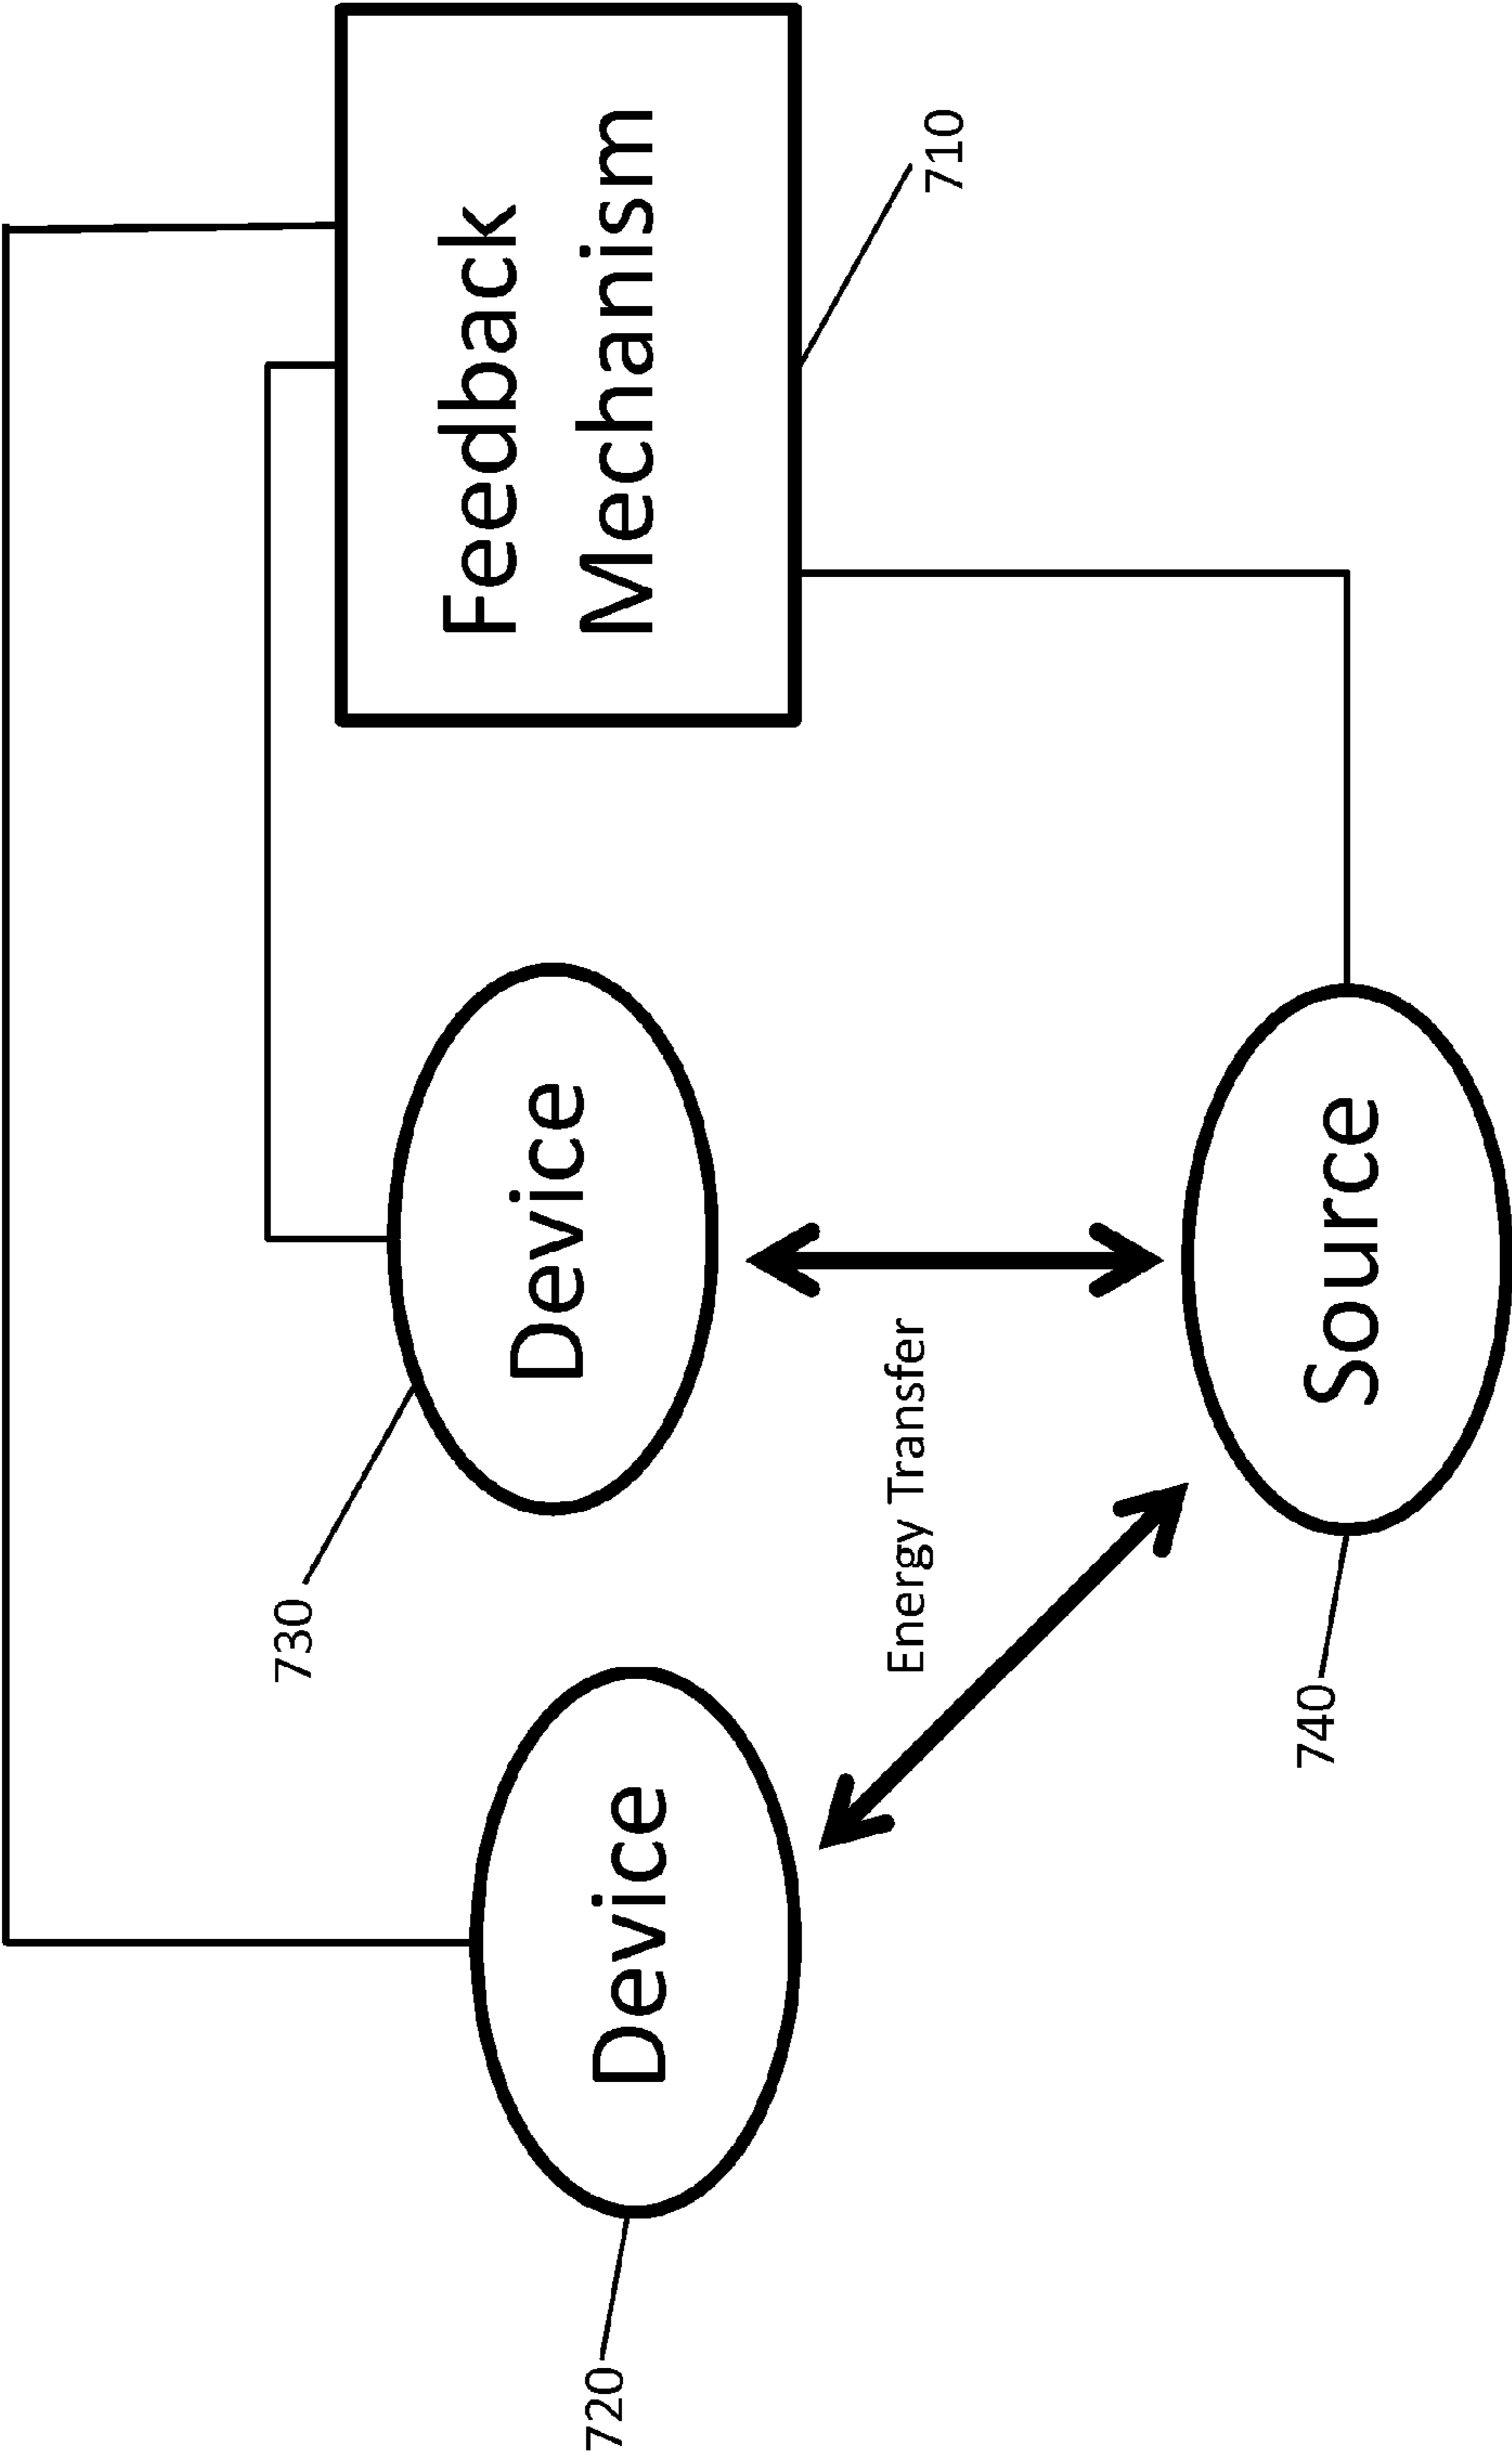 Feedback
Mechanism
710
730
Device
720
Device
Energy Transfer
Source
740